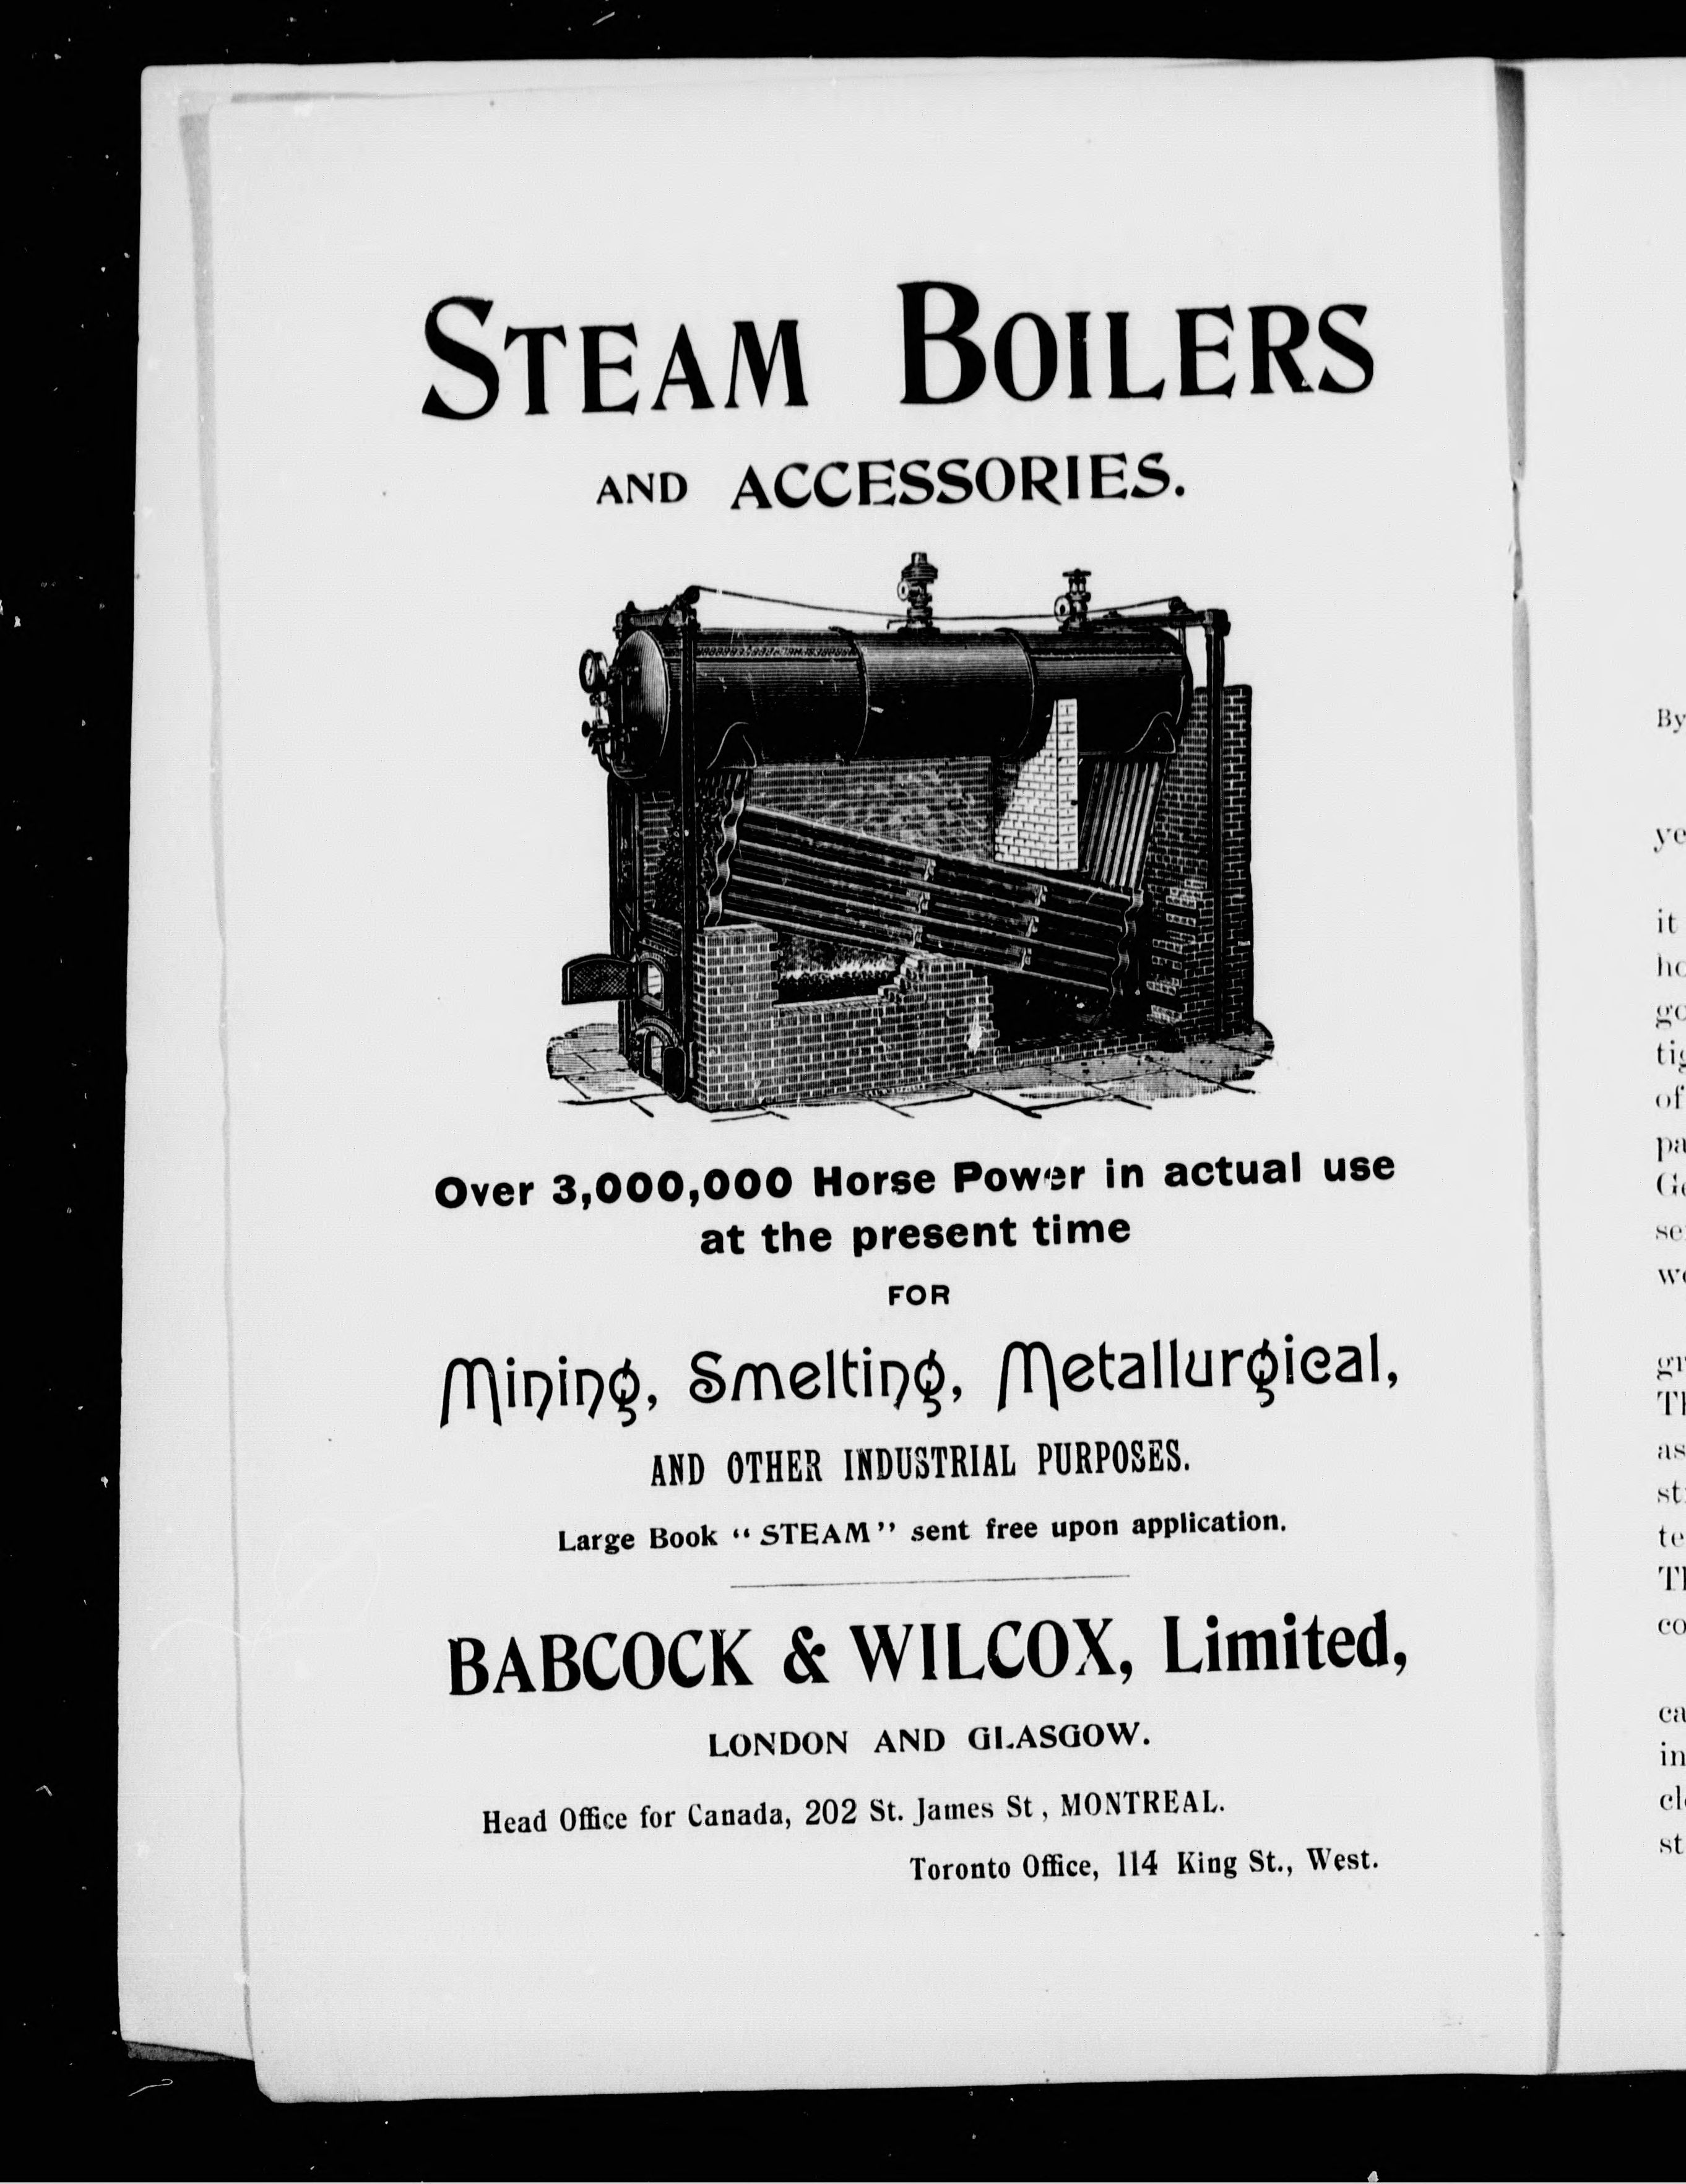 STEAM BOILERS
AND ACCESSORIES.
Over 3,000,000 Horse Power in actual use
at the present time
FOR
Mining, Smelting, Metallurgical,
AND OTHER INDUSTRIAL PURPOSES.
Large Book “ STEAM ” sent free upon application.
BABCOCK & WILCOX, Limited,
LONDON AND GLASGOW.
Head Office for Canada, 202 St. James St , MONTREAL.
Toronto Office, 114 King St., West.
By
it
of
as
in